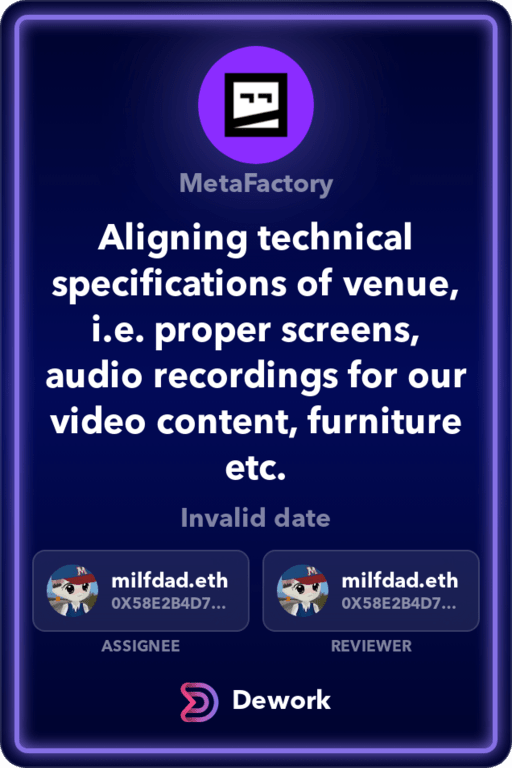 MetaFactory
Aligning technical
specifications of venue,
i.e. proper screens,
audio recordings for our
video content, furniture
etc.
Invalid date
milfdad.eth
0X58E2B4D7...
ASSIGNEE
milfdad.eth
0X58E2B4D7...
REVIEWER
Dework